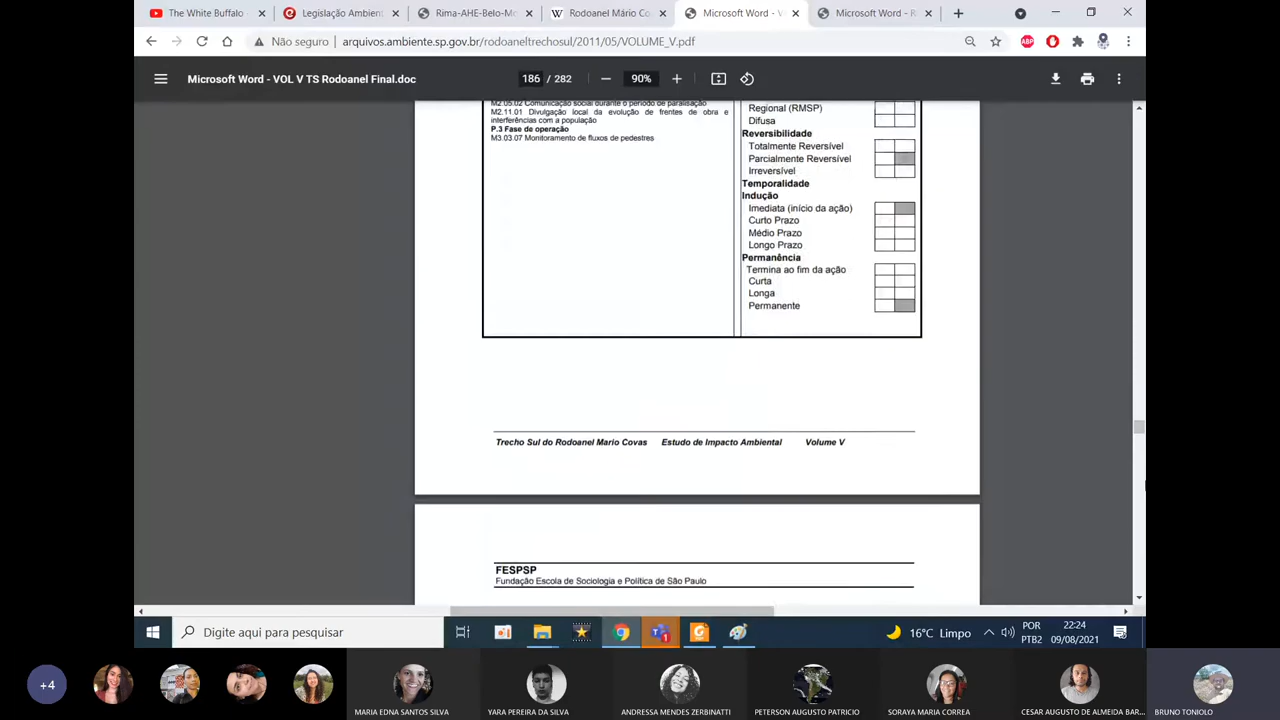 The White Buffalo -
Legislação Ambient
Rima-AHE-Belo-Mo
Rodoanel Mário Co
Microsoft Word - V
Microsoft Word - R
Não seguro
arquivos.ambiente.sp.gov.br/rodoaneltrechosul/2011/05/VOLUME_V.pdf
ABP
Microsoft Word - VOL V TS Rodoanel Final.doc
186 / 282
90%
M2.05.02 Comunicação social durante o período de paralisação
M2.11.01 Divulgação local da evolução de frentes de obra e
interferências com a população
P.3 Fase de operação
M3.03.07 Monitoramento de fluxos de pedestres
Regional (RMSP)
Difusa
Reversibilidade
Totalmente Reversível
Parcialmente Reversível
Irreversível
Temporalidade
Indução
Imediata (início da ação)
Curto Prazo
Médio Prazo
Longo Prazo
Permanência
Termina ao fim da ação
Curta
Longa
Permanente
Trecho Sul do Rodoanel Mario Covas Estudo de Impacto Ambiental Volume V
FESPSP
Fundação Escola de Sociologia e Política de São Paulo
Digite aqui para pesquisar
1
16°C Limpo
POR
PTB2
22:24
09/08/2021
+4
MARIA EDNA SANTOS SILVA
YARA PEREIRA DA SILVA
ANDRESSA MENDES ZERBINATTI
PETERSON AUGUSTO PATRICIO
SORAYA MARIA CORREA
CESAR AUGUSTO DE ALMEIDA BAR...
BRUNO TONIOLO